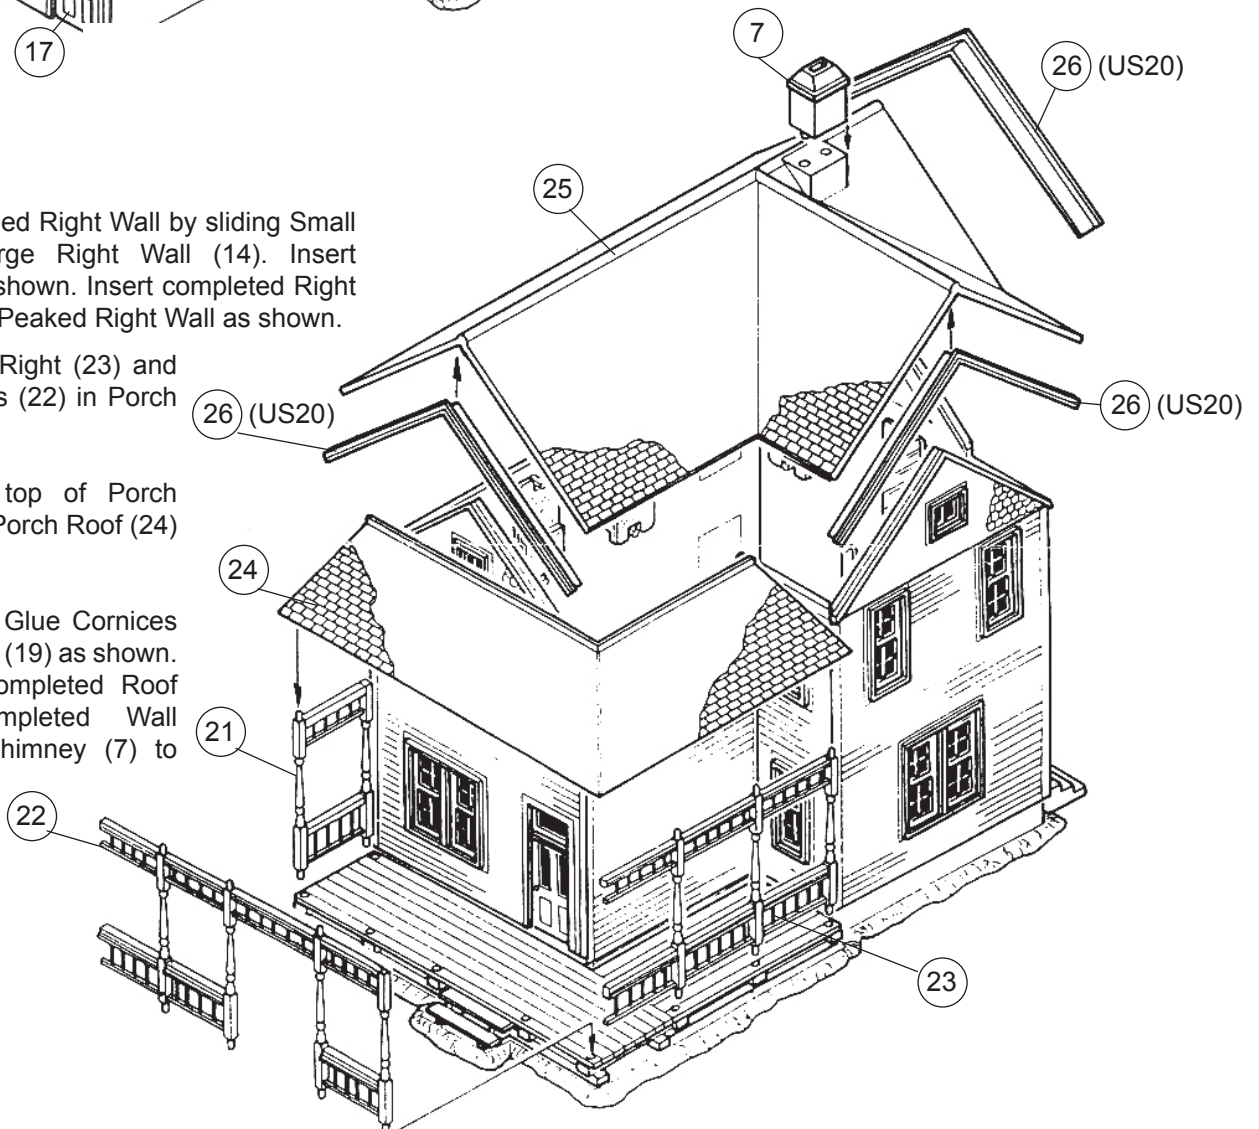 17
7
26 (US20)
25
ed Right Wall by sliding Small
rge Right Wall (14). Insert
shown. Insert completed Right
Peaked Right Wall as shown.
Right (23) and
s (22) in Porch
26 (US20)
26 (US20)
top of Porch
Porch Roof (24)
24
Glue Cornices
(19) as shown.
ompleted Roof
mpleted Wall
himney (7) to
21
22
23